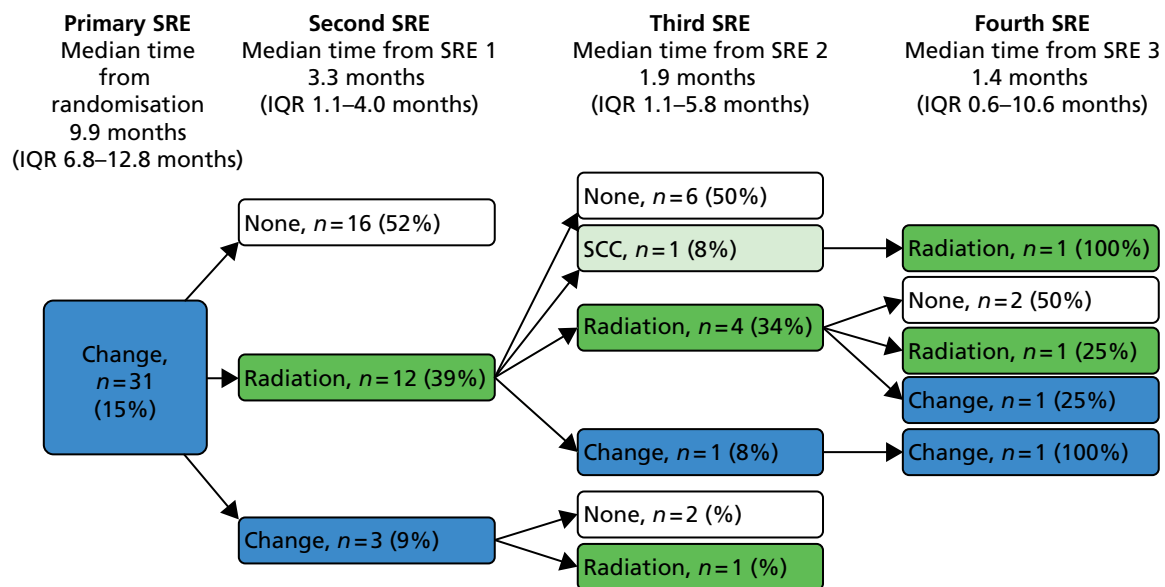 Primary SRE
Median time
from
randomisation
9.9 months
(IQR 6.8–12.8 months)
Second SRE
Median time from SRE 1
3.3 months
(IQR 1.1–4.0 months)
Third SRE
Median time from SRE 2
1.9 months
(IQR 1.1–5.8 months)
Fourth SRE
Median time from SRE 3
1.4 months
(IQR 0.6–10.6 months)
Change,
n=31
(15%)
None, n=16 (52%)
Radiation, n=12 (39%)
Change, n=3 (9%)
None, n=6 (50%)
SCC, n=1 (8%)
Radiation, n=4 (34%)
Change, n=1 (8%)
None, n=2 (%)
Radiation, n=1 (%)
Radiation, n=1 (100%)
None, n=2 (50%)
Radiation, n=1 (25%)
Change, n=1 (25%)
Change, n=1 (100%)